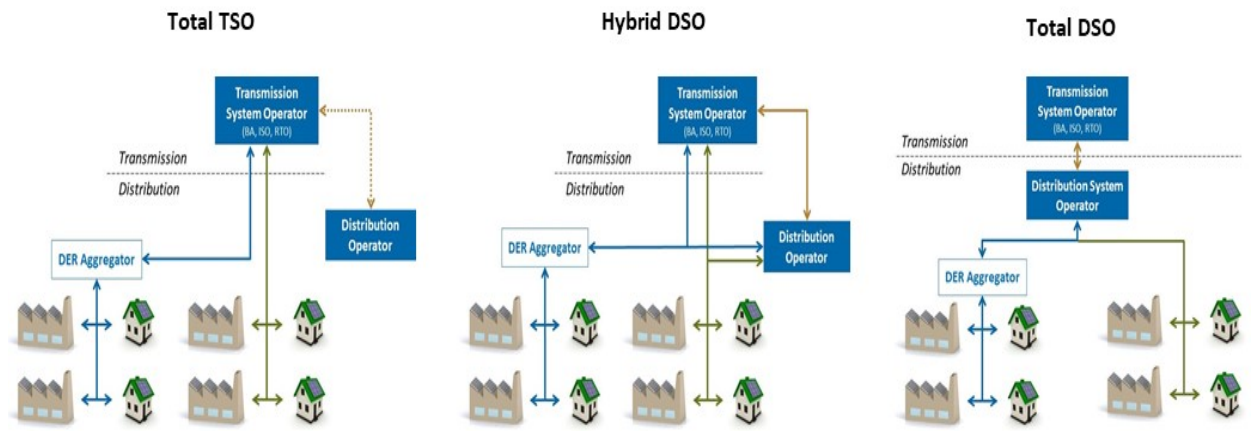 Total TSO
Transmission
System Operator
(BA, ISO, RTO)
Transmission
Distribution
Distribution
Operator
DER Aggregator
Hybrid DSO
Transmission
System Operator
(BA, ISO, RTO)
Transmission
Distribution
Distribution
Operator
DER Aggregator
Total DSO
Transmission
System Operator
(BA, ISO, RTO)
Transmission
Distribution
Distribution System
Operator
DER Aggregator